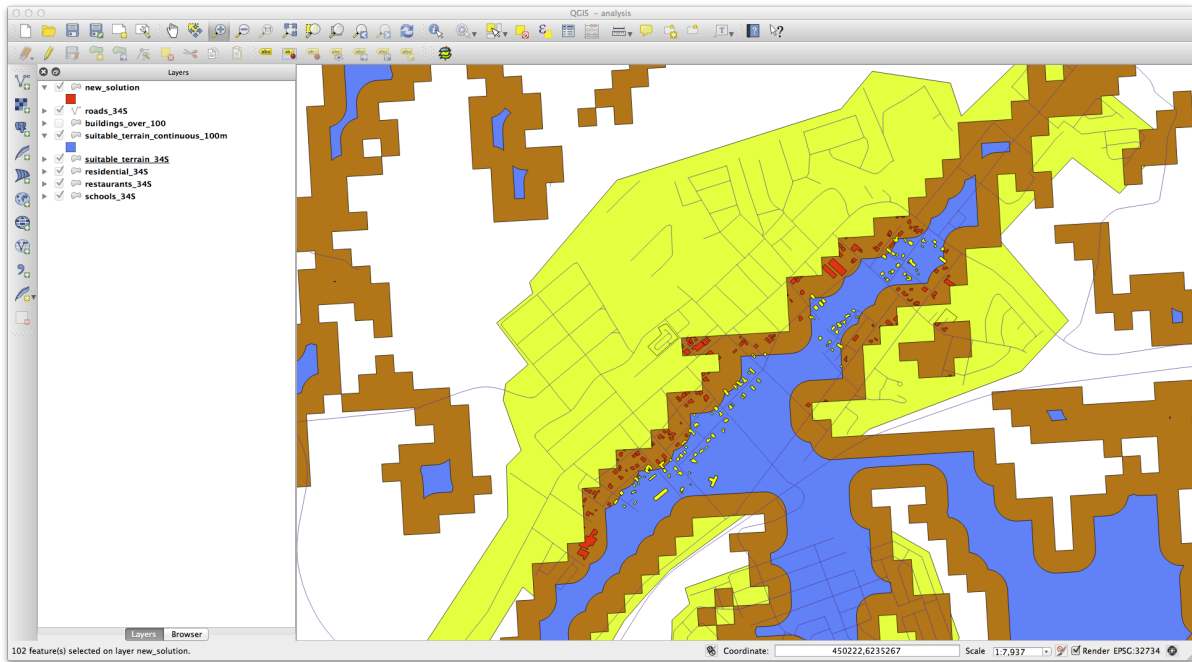 QGIS - analysis
Layers
new_solution
roads_34S
buildings_over_100
suitable_terrain_continuous_100m
suitable_terrain_34S
residential_34S
restaurants_34S
schools_34S
Layers Browser
102 feature(s) selected on layer new_solution. Coordinate: 450222,6235267 Scale 1:7,937 Render EPSG:32734